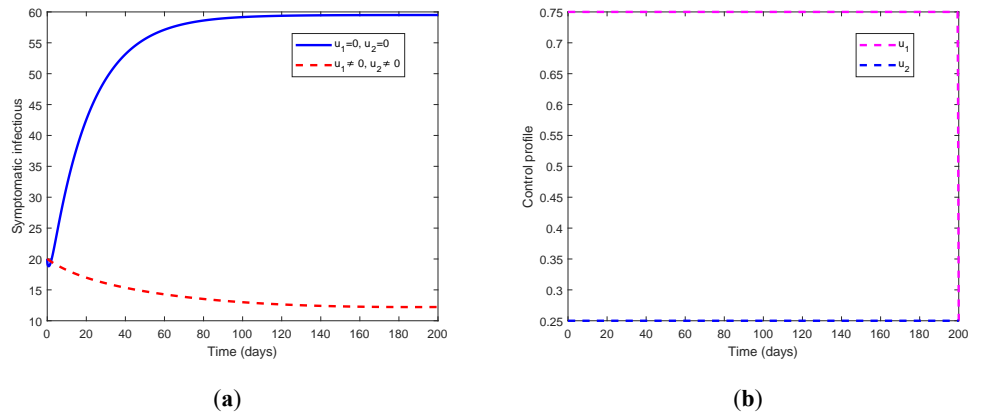 60
55
50
45
40
35
30
25
20
15
10
Symptomatic infectious
u1=0, u2=0
u1≠ 0, u2≠ 0
0 20 40 60 80 100 120 140 160 180 200
Time (days)
(a)
0.75
0.7
0.65
0.6
0.55
0.5
0.45
0.4
0.35
0.3
0.25
Control profile
u1
u2
0 20 40 60 80 100 120 140 160 180 200
Time (days)
(b)